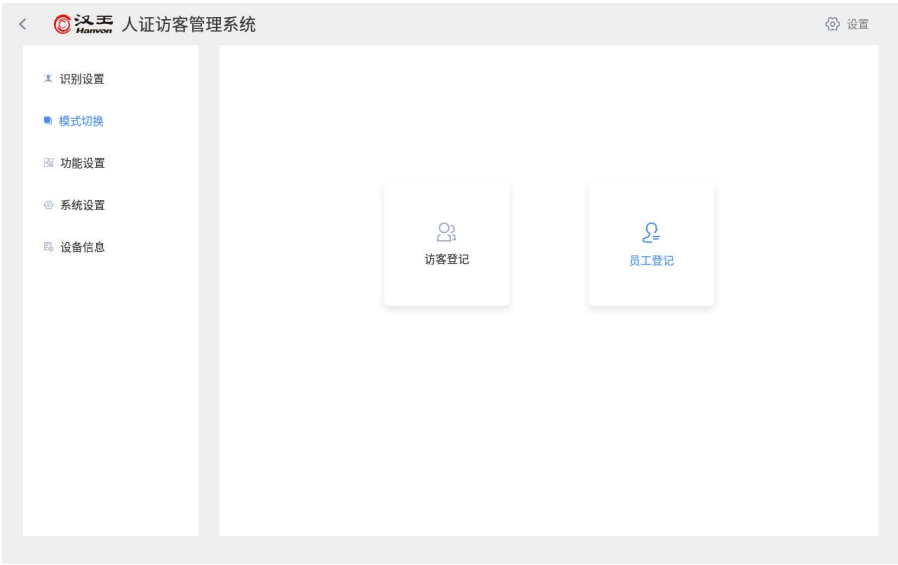 汉王 Hanvon 人证访客管理系统 设置
识别设置
模式切换
功能设置
系统设置
设备信息
访客登记
员工登记